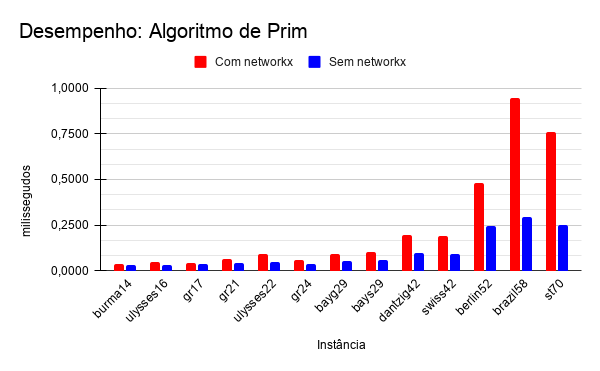 Desempenho: Algoritmo de Prim
Com networkx Sem networkx
1,0000
0,7500
0,5000
0,2500
0,0000
milissegudos
burma14
ulysses16
gr17
gr21
ulysses22
gr24
bayg29
bays29
dantzig42
swiss42
berlin52
brazil58
st70
Instância